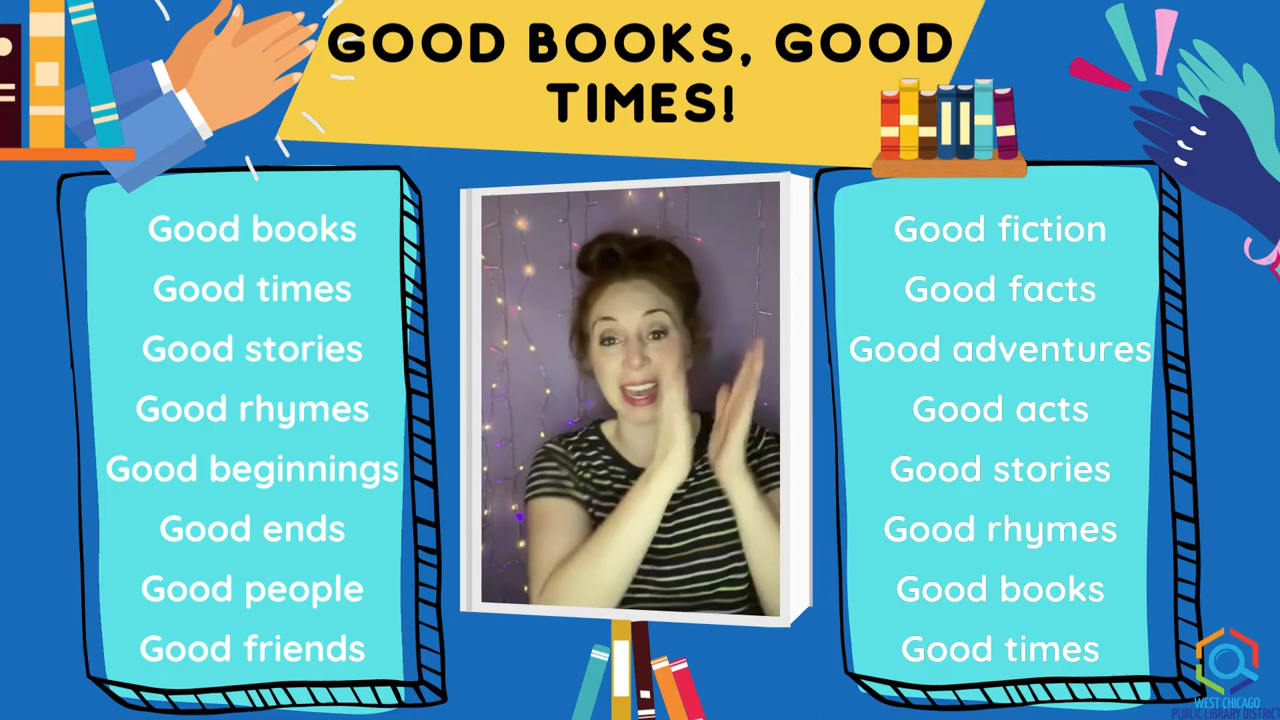 GOOD BOOKS, GOOD
TIMES!
Good books
Good times
Good stories
Good rhymes
Good beginnings
Good ends
Good people
Good friends
Good fiction
Good facts
Good adventures
Good acts
Good stories
Good rhymes
Good books
Good times
WEST CHICAGO
PUBLIC LIBRARY DISTRICT